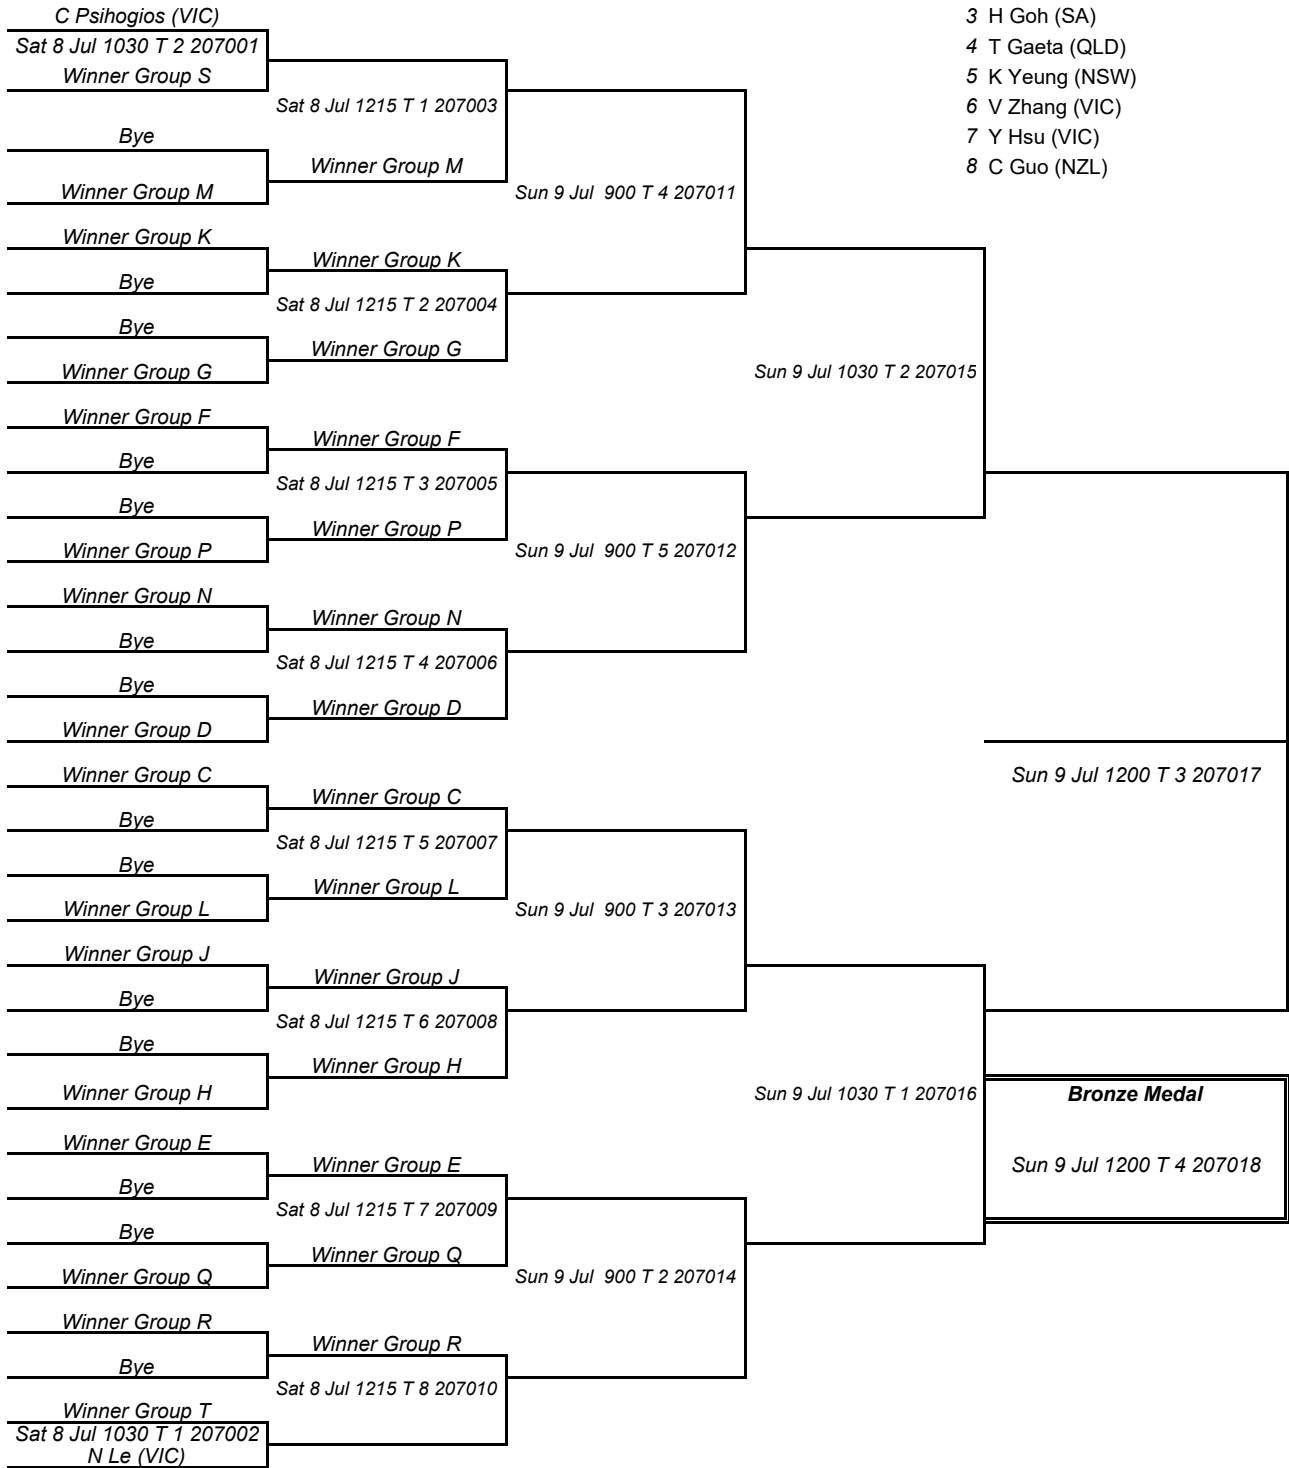 C Psihogios (VIC)
Sat 8 Jul 1030 T 2 207001
Winner Group S
Bye
Winner Group M
Winner Group K
Bye
Bye
Winner Group G
Winner Group F
Bye
Bye
Winner Group P
Winner Group N
Bye
Bye
Winner Group D
Winner Group C
Bye
Bye
Winner Group L
Winner Group J
Bye
Bye
Winner Group H
Winner Group E
Bye
Bye
Winner Group Q
Winner Group R
Bye
Winner Group T
Sat 8 Jul 1030 T 1 207002
N Le (VIC)
Sat 8 Jul 1215 T 1 207003
Winner Group M
Winner Group K
Sat 8 Jul 1215 T 2 207004
Winner Group G
Winner Group F
Sat 8 Jul 1215 T 3 207005
Winner Group P
Winner Group N
Sat 8 Jul 1215 T 4 207006
Winner Group D
Winner Group C
Sat 8 Jul 1215 T 5 207007
Winner Group L
Winner Group J
Sat 8 Jul 1215 T 6 207008
Winner Group H
Winner Group E
Sat 8 Jul 1215 T 7 207009
Winner Group Q
Winner Group R
Sat 8 Jul 1215 T 8 207010
Sun 9 Jul 900 T 4 207011
Sun 9 Jul 900 T 5 207012
Sun 9 Jul 900 T 3 207013
Sun 9 Jul 900 T 2 207014
Sun 9 Jul 1030 T 2 207015
Sun 9 Jul 1030 T 1 207016
3 H Goh (SA)
4 T Gaeta (QLD)
5 K Yeung (NSW)
6 V Zhang (VIC)
7 Y Hsu (VIC)
8 C Guo (NZL)
Sun 9 Jul 1200 T 3 207017
Bronze Medal
Sun 9 Jul 1200 T 4 207018